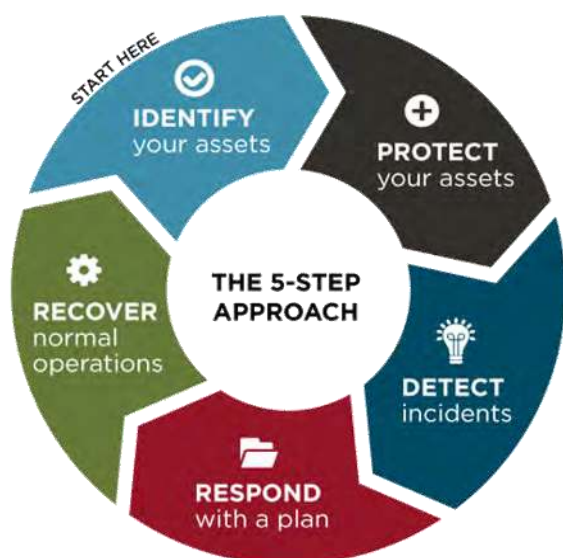 START HERE
IDENTIFY
your assets
PROTECT
your assets
DETECT
incidents
RESPOND
with a plan
RECOVER
normal
operations
THE 5-STEP
APPROACH